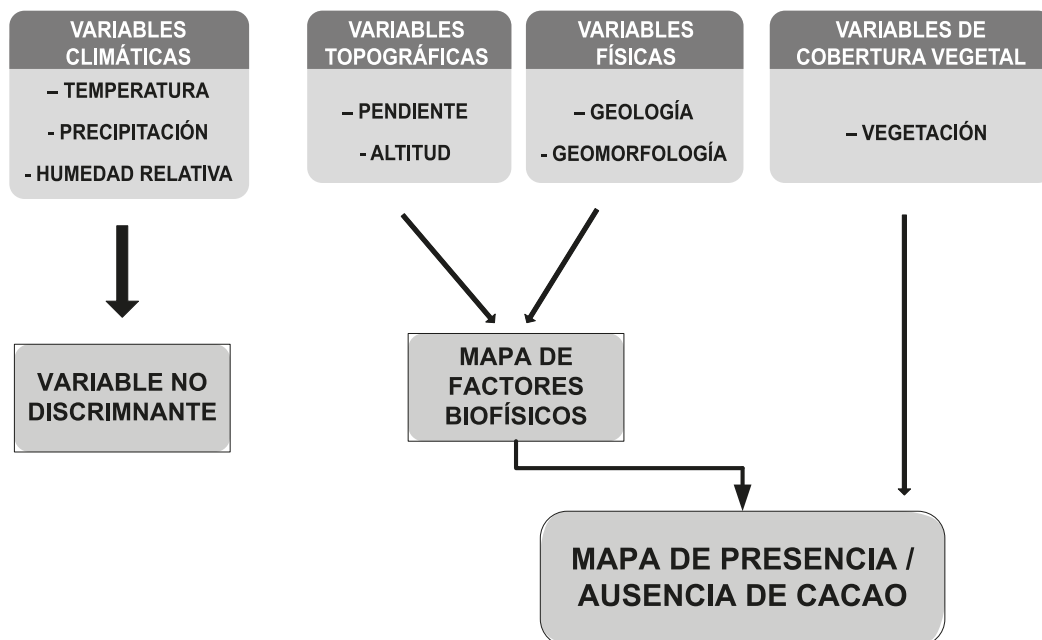 VARIABLES
CLIMÁTICAS
– TEMPERATURA
- PRECIPITACIÓN
- HUMEDAD RELATIVA
VARIABLES
TOPOGRÁFICAS
– PENDIENTE
- ALTITUD
VARIABLES
FÍSICAS
– GEOLOGÍA
- GEOMORFOLOGÍA
VARIABLES DE
COBERTURA VEGETAL
– VEGETACIÓN
VARIABLE NO
DISCRIMNANTE
MAPA DE
FACTORES
BIOFÍSICOS
MAPA DE PRESENCIA /
AUSENCIA DE CACAO